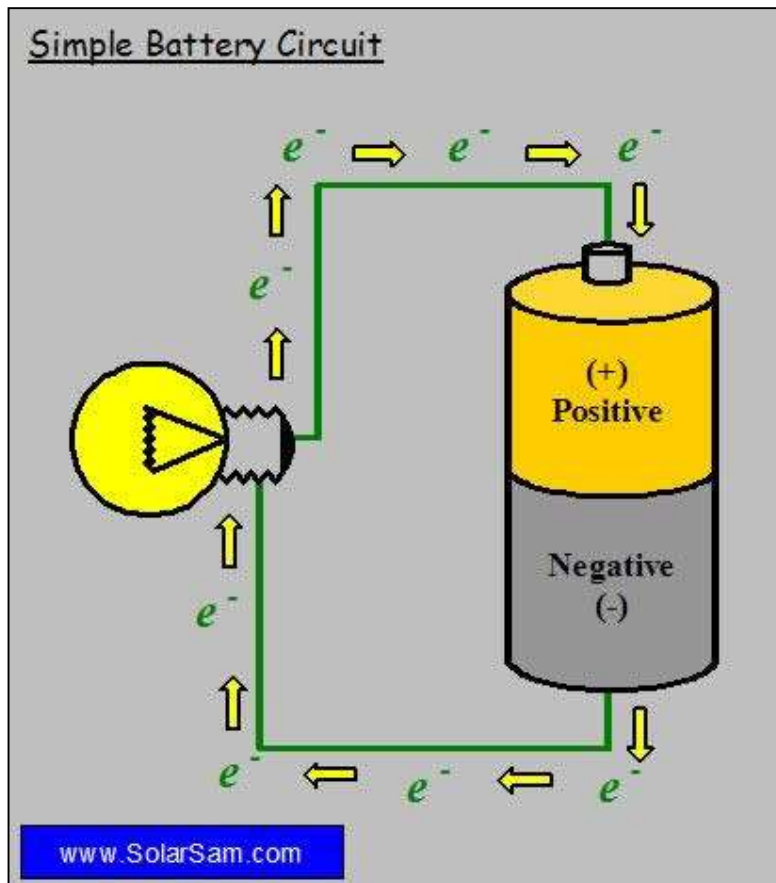 Simple Battery Circuit
e - e - e -
e -
(+)
Positive
Negative
(-)
e -
e - e - e -
www.SolarSam.com